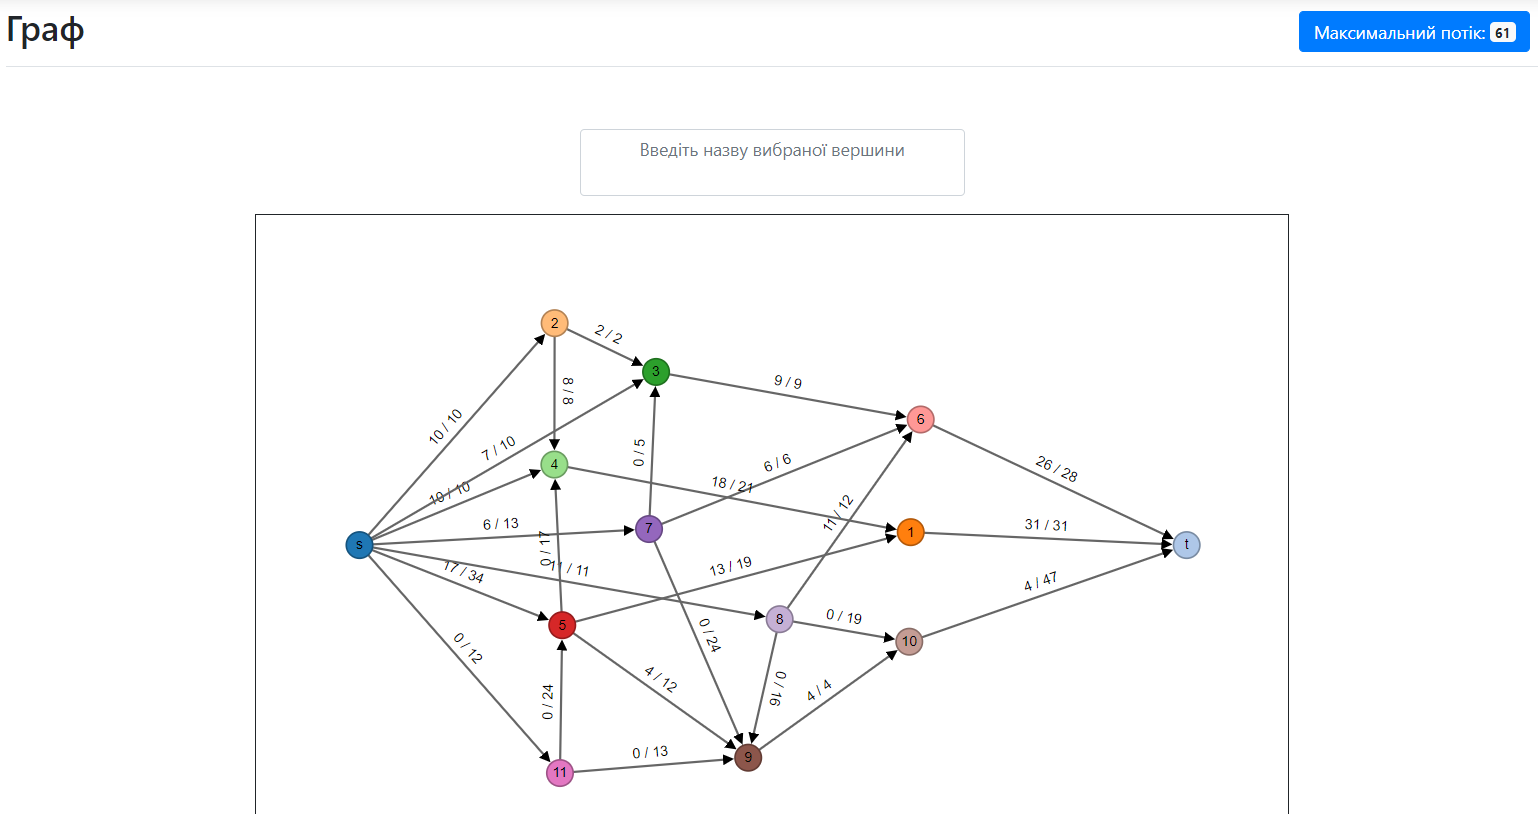 Граф
Максимальний потік: 61
Введіть назву вибраної вершини
2
2 / 2
3
8 / 8
9 / 9
10 / 10
6
7 / 10
0 / 5
6 / 6
4
26 / 28
10 / 10
18 / 21
11 / 12
6 / 13
7
1
31 / 31
s
t
0 / 17
11 / 11
17 / 34
13 / 19
4 / 47
5
8
0 / 19
10
0 / 12
0 / 24
4 / 12
0 / 16
4 / 4
0 / 24
0 / 13
9
11